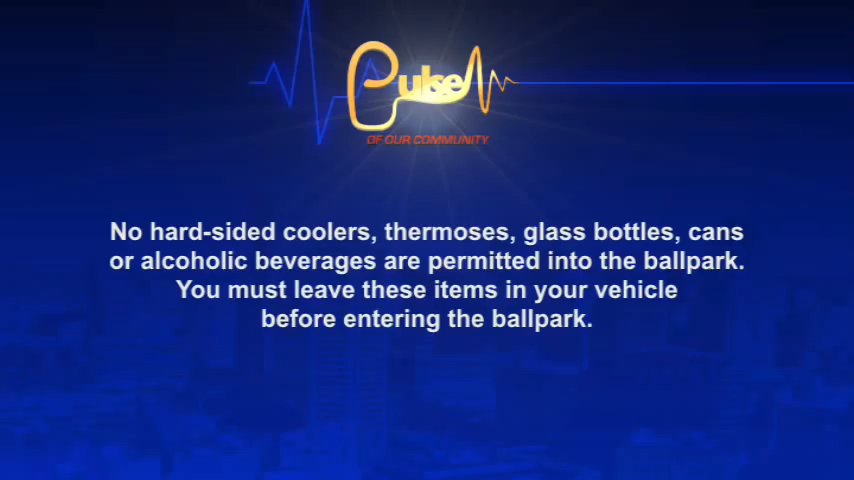 Pulse
OF OUR COMMUNITY
No hard-sided coolers, thermoses, glass bottles, cans
or alcoholic beverages are permitted into the ballpark.
You must leave these items in your vehicle
before entering the ballpark.